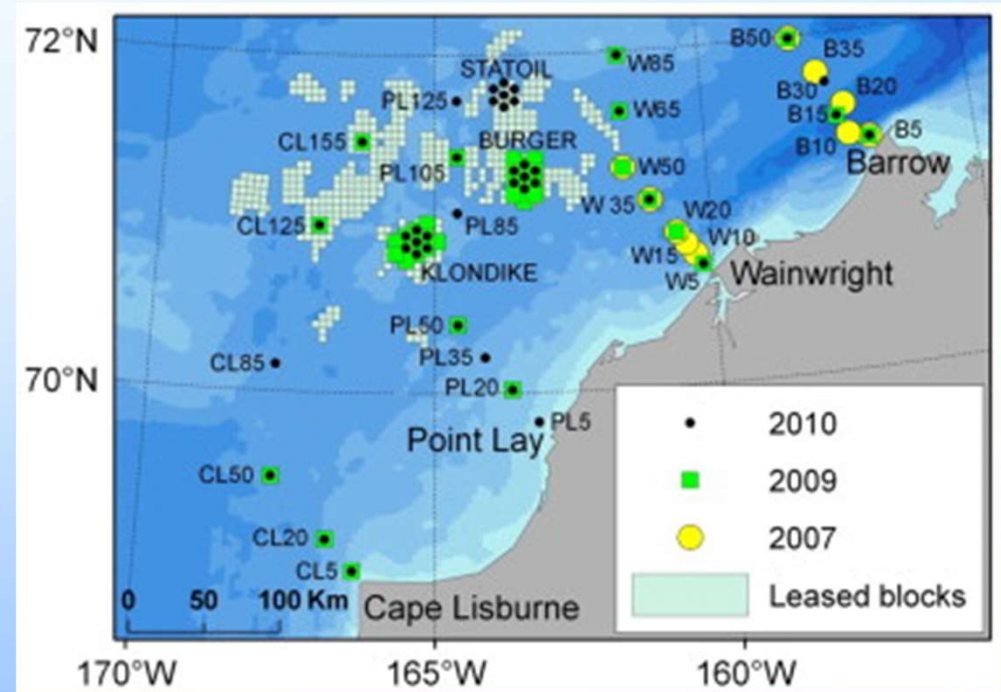 72°N
70°N
170°W
165°W
160°W
B50
B35
W85
STATOIL
B30
B20
PL125
W65
B15
B5
CL155
BURGER
B10
Barrow
PL105
W50
W 35
W20
CL125
PL85
W10
W15
KLONDIKE
W5
Wainwright
PL50
CL85
PL35
PL20
PL5
Point Lay
CL50
CL20
CL5
0 50 100 Km
Cape Lisburne
2010
2009
2007
Leased blocks